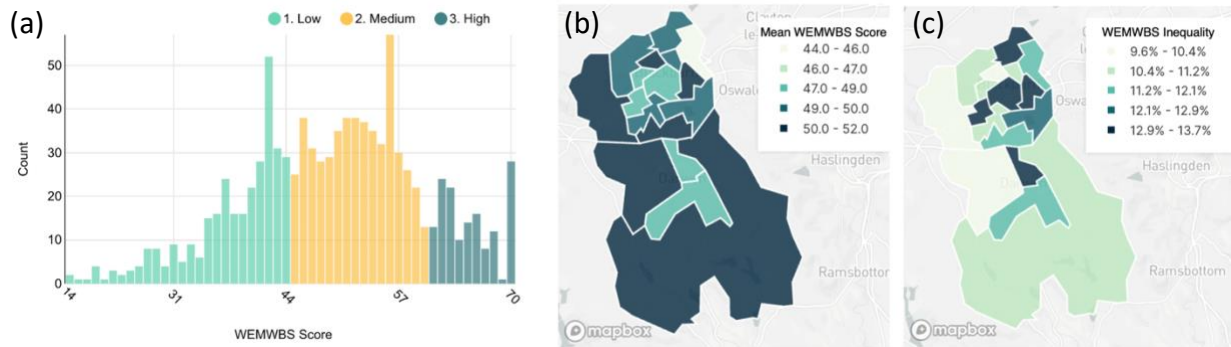 (a)
1. Low 2. Medium 3. High
50
40
30
20
10
0
Count
14 31 44 57 70
WEMWBS Score
(b)
Clayton
Mean WEMWBS Score
44.0 - 46.0
46.0 - 47.0
47.0 - 49.0
49.0 - 50.0
50.0 - 52.0
Oswald
Haslingden
Ramsbottom
mapbox
(c)
WEMWBS Inequality
9.6% - 10.4%
10.4% - 11.2%
11.2% - 12.1%
12.1% - 12.9%
12.9% - 13.7%
Haslingden
Ramsbottom
mapbox